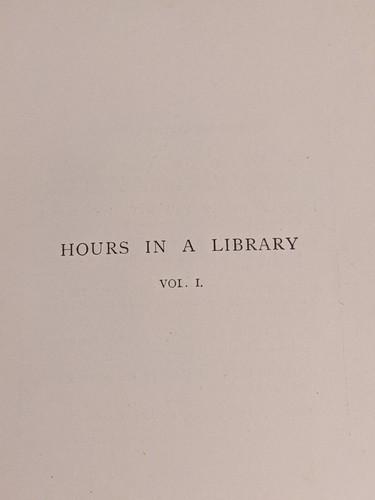 HOURS IN A LIBRARY
VOL. I.